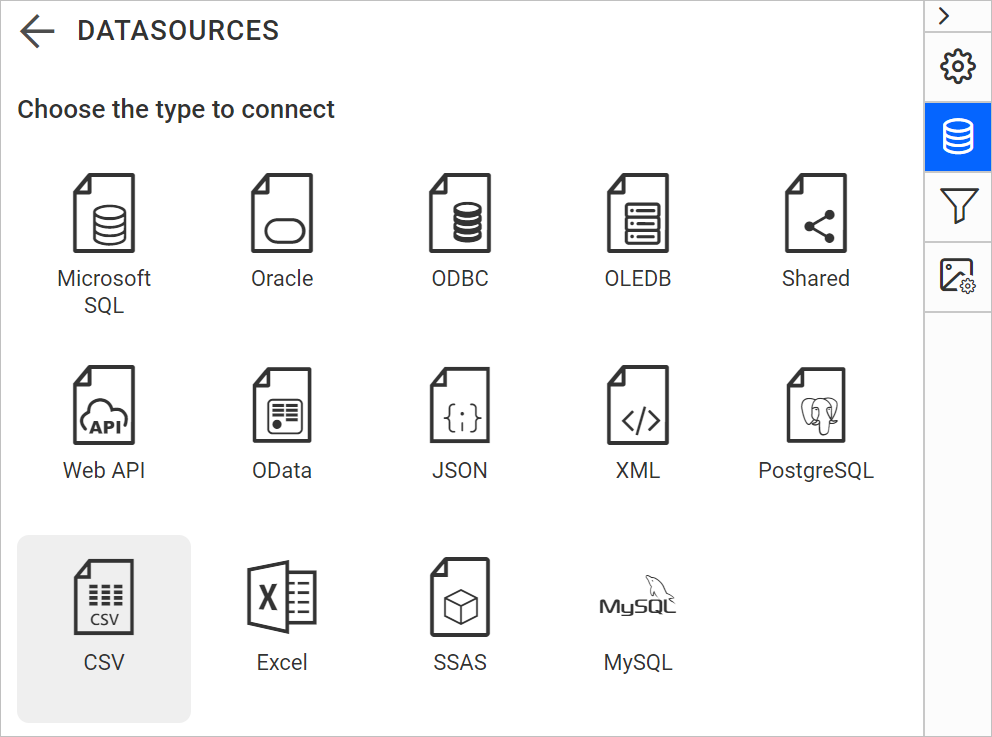 DATASOURCES
Choose the type to connect
Microsoft
SQL
Oracle
ODBC
OLEDB
Shared
API
Web API
OData
JSON
</>
XML
PostgreSQL
CSV
CSV
X
Excel
SSAS
MySQL
MySQL